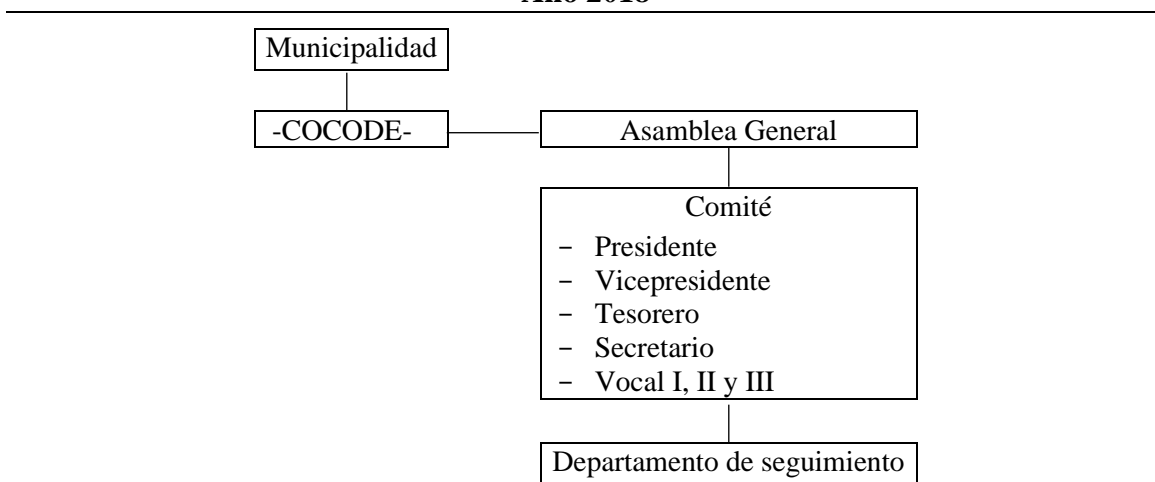 Municipalidad
-COCODE-
Asamblea General
Comité
- Presidente
- Vicepresidente
- Tesorero
- Secretario
- Vocal I, II y III
Departamento de seguimiento